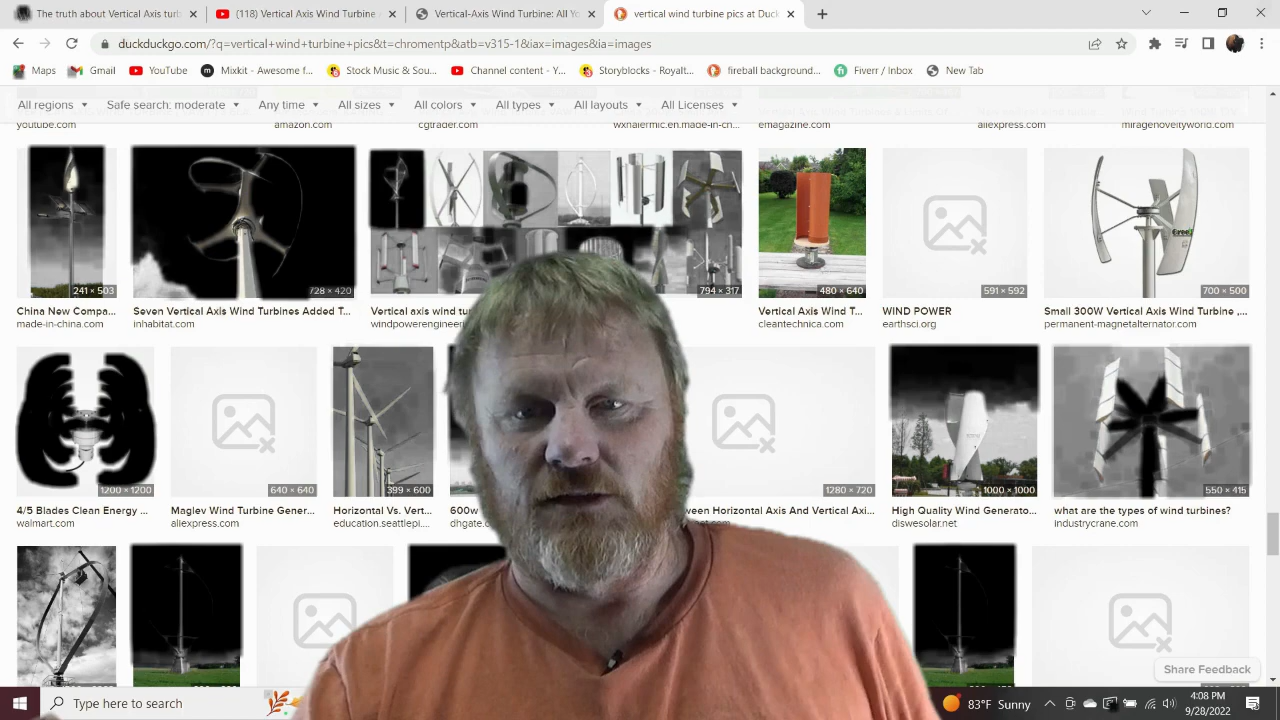 The truth about Vertical Axis turb
(118) Vertical Axis Wind Turbine
Vertical-Axis Wind Turbine: All Yo
vertical wind turbine pics at Duck
duckduckgo.com/?q=vertical+wind+turbine+pics&t=chromentp&atb=v315-1&iax=images&ia=images
Maps
Gmail
YouTube
Mixkit - Awesome f...
Stock Music & Sou...
Channel content - Y...
Storyblocks - Royalt...
fireball background...
Fiverr / Inbox
New Tab
All regions
Safe search: moderate
Any time
All sizes
All colors
All types
All layouts
All Licenses
youtube.com
amazon.com
cgtrader.com
emagazine.com
aliexpress.com
miragenoveltyworld.com
241 × 503
728 × 420
794 × 317
480 × 640
591 × 592
700 × 500
China New Compa...
Seven Vertical Axis Wind Turbines Added T...
Vertical axis wind tur
Vertical Axis Wind T...
WIND POWER
Small 300W Vertical Axis Wind Turbine ,...
made-in-china.com
inhabitat.com
windpowerengineer
cleantechnica.com
earthsci.org
permanent-magnetalternator.com
1200 × 1200
640 × 640
399 × 600
1280 × 720
1000 × 1000
550 × 415
4/5 Blades Clean Energy ...
Maglev Wind Turbine Gener...
Horizontal Vs. Vert...
600w
ween Horizontal Axis And Vertical Axi...
High Quality Wind Generato...
what are the types of wind turbines?
walmart.com
aliexpress.com
education.seattlepi....
dhgate.
diswesolar.net
industrycrane.com
Share Feedback
Type here to search
83°F Sunny
4:08 PM
9/28/2022